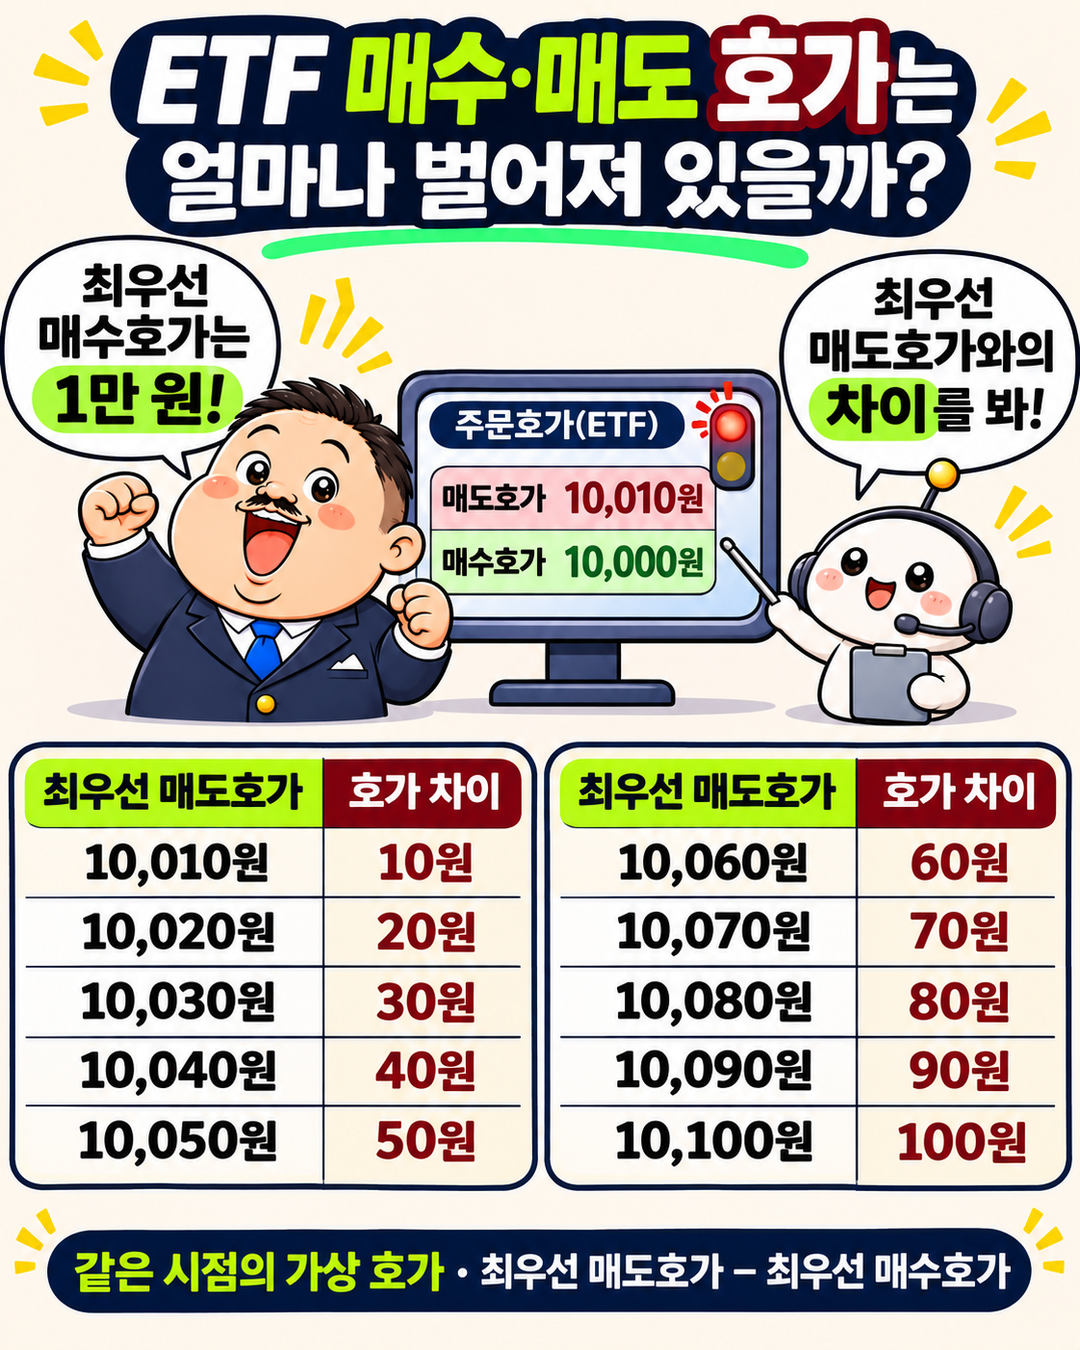 ETF 매수·매도 호가는
얼마나 벌어져 있을까?
최우선
매수호가는
1만 원!
최우선
매도호가와의
차이를 봐!
주문호가(ETF)
매도호가 10,010원
매수호가 10,000원
최우선 매도호가 호가 차이
10,010원 10원
10,020원 20원
10,030원 30원
10,040원 40원
10,050원 50원
최우선 매도호가 호가 차이
10,060원 60원
10,070원 70원
10,080원 80원
10,090원 90원
10,100원 100원
같은 시점의 가상 호가 · 최우선 매도호가 – 최우선 매수호가